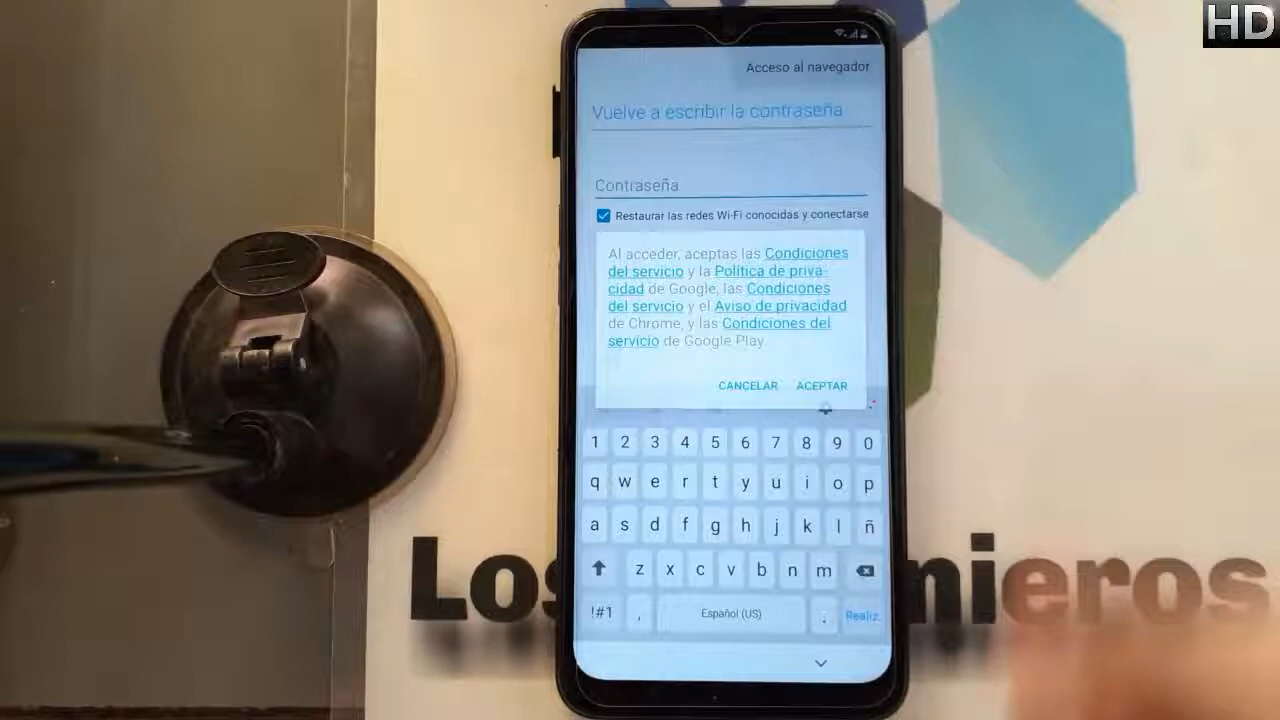 HD
Acceso al navegador
Vuelve a escribir la contraseña
Contraseña
Restaurar las redes Wi-Fi conocidas y conectarse
Al acceder, aceptas las Condiciones
del servicio y la Política de priva-
cidad de Google, las Condiciones
del servicio y el Aviso de privacidad
de Chrome, y las Condiciones del
servicio de Google Play.
CANCELAR ACEPTAR
1 2 3 4 5 6 7 8 9 0
q w e r t y u i o p
a s d f g h j k l ñ
z x c v b n m
!#1 , Español (US) . Realiz
Los nieros